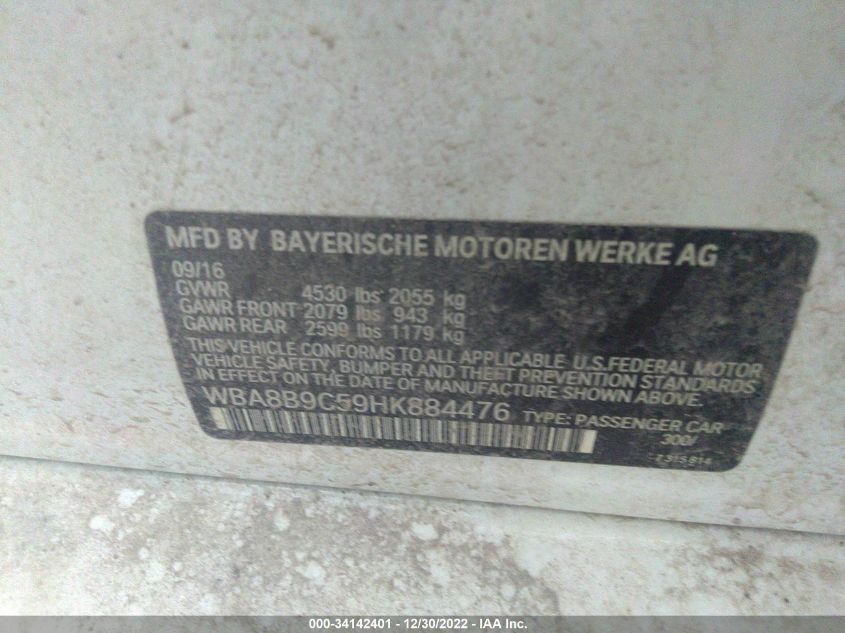 MFD BY BAYERISCHE MOTOREN WERKE AG
09/16
GVWR 4530 lbs 2055 kg
GAWR FRONT 2079 lbs 943 kg
GAWR REAR 2599 lbs 1179 kg
THIS VEHICLE CONFORMS TO ALL APPLICABLE U.S.FEDERAL MOTOR
VEHICLE SAFETY, BUMPER AND THEFT PREVENTION STANDARDS
IN EFFECT ON THE DATE OF MANUFACTURE SHOWN ABOVE.
WBA8B9C59HK884476 TYPE: PASSENGER CAR
300/
000-34142401 - 12/30/2022 - IAA Inc.